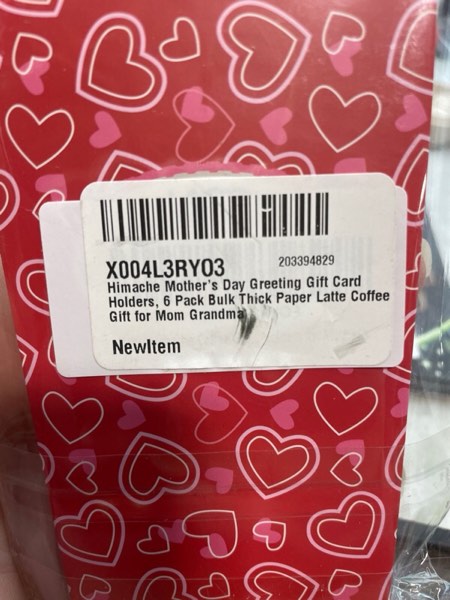 X004L3RYO3
203394829
Himache Mother's Day Greeting Gift Card
Holders, 6 Pack Bulk Thick Paper Latte Coffee
Gift for Mom Grandma
NewItem